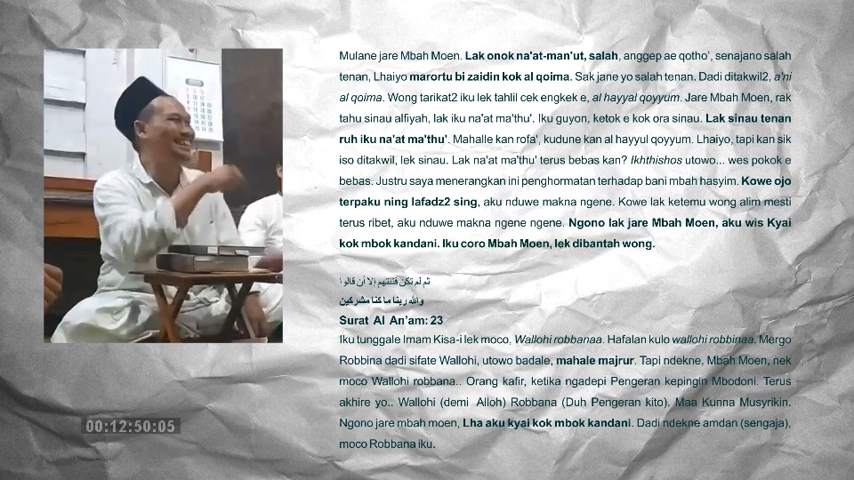 Mulane jare Mbah Moen. Lak onok na'at-man'ut, salah, anggep ae qotho', senajano salah
tenan, Lhaiyo marortu bi zaidin kok al qoima. Sak jane yo salah tenan. Dadi ditakwil2, a'ni
al qoima. Wong tarikat2 iku lek tahlil cek engkek e, al hayyal qoyyum. Jare Mbah Moen, rak
tahu sinau alfiyah, lak iku na'at ma'thu'. Iku guyon, ketok e kok ora sinau. Lak sinau tenan
ruh iku na'at ma'thu'. Mahalle kan rofa', kudune kan al hayyul qoyyum. Lhaiyo, tapi kan sik
iso ditakwil, lek sinau. Lak na'at ma'thu' terus bebas kan? Ikhthishos utowo... wes pokok e
bebas. Justru saya menerangkan ini penghormatan terhadap bani mbah hasyim. Kowe ojo
terpaku ning lafadz2 sing, aku nduwe makna ngene. Kowe lak ketemu wong alim mesti
terus ribet, aku nduwe makna ngene ngene. Ngono lak jare Mbah Moen, aku wis Kyai
kok mbok kandani. Iku coro Mbah Moen, lek dibantah wong.
ثم لم تكن فتنتهم إلا أن قالوا
والله ربنا ما كنا مشركين
Surat Al An'am: 23
Iku tunggale Imam Kisa-i lek moco, Wallohi robbanaa. Hafalan kulo wallohi robbinaa. Mergo
Robbina dadi sifate Wallohi, utowo badale, mahale majrur. Tapi ndekne, Mbah Moen, nek
moco Wallohi robbana.. Orang kafir, ketika ngadepi Pengeran kepingin Mbodoni. Terus
akhire yo.. Wallohi (demi Alloh) Robbana (Duh Pengeran kito). Maa Kunna Musyrikin.
Ngono jare mbah moen, Lha aku kyai kok mbok kandani. Dadi ndekne amdan (sengaja),
moco Robbana iku.
00:12:50:05